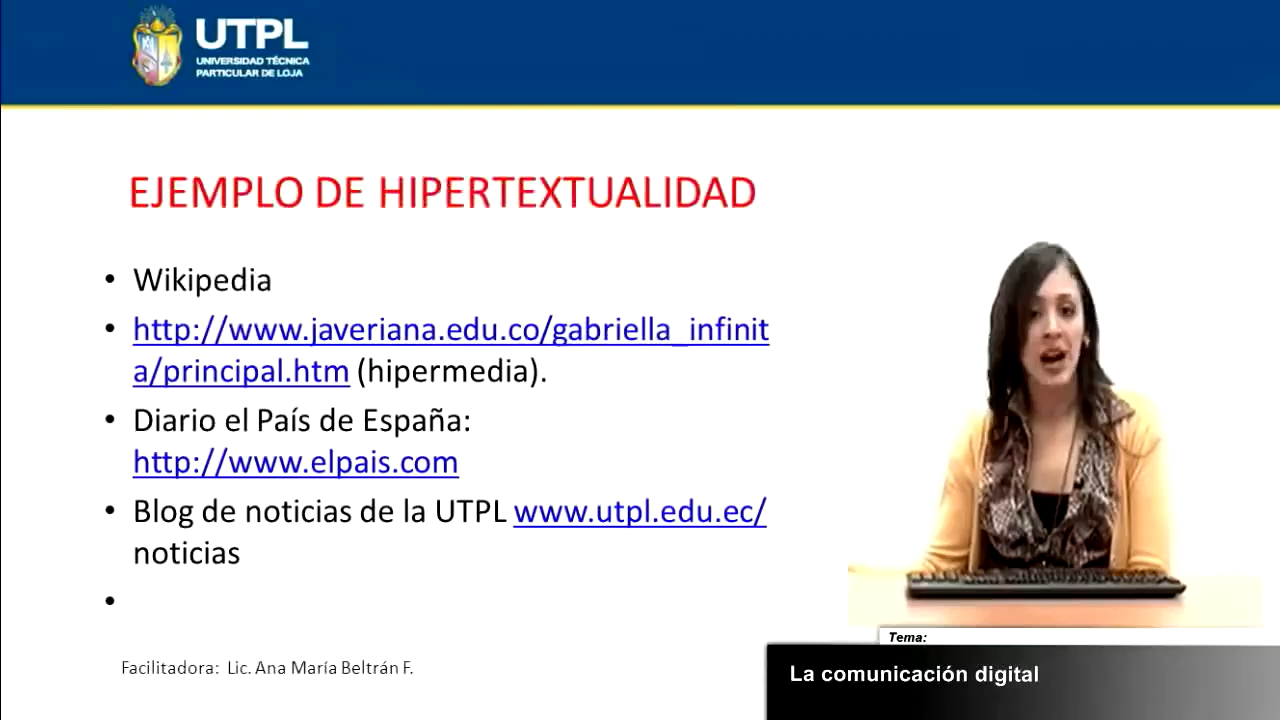 UTPL
UNIVERSIDAD TÉCNICA
PARTICULAR DE LOJA
EJEMPLO DE HIPERTEXTUALIDAD
• Wikipedia
• http://www.javeriana.edu.co/gabriella_infinit
a/principal.htm (hipermedia).
• Diario el País de España:
http://www.elpais.com
• Blog de noticias de la UTPL www.utpl.edu.ec/
noticias
•
Facilitadora: Lic. Ana María Beltrán F.
Tema:
La comunicación digital